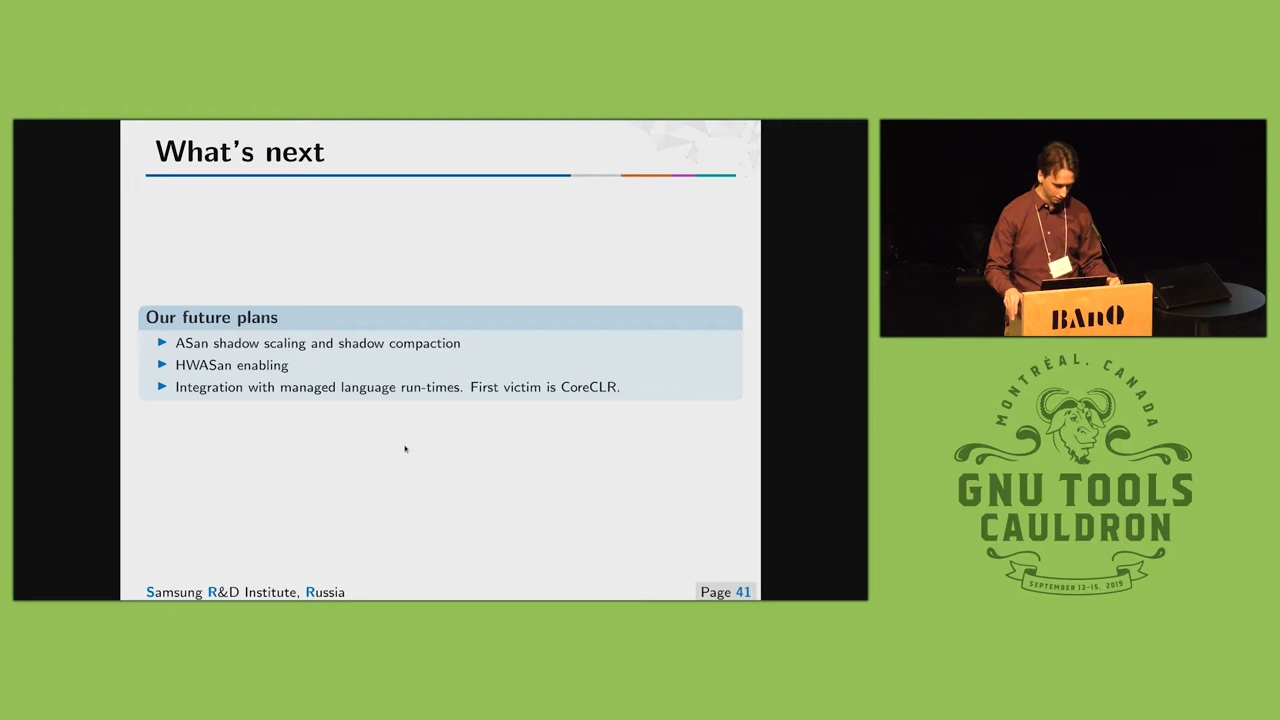 What's next
Our future plans
ASan shadow scaling and shadow compaction
HWASan enabling
Integration with managed language run-times. First victim is CoreCLR.
Samsung R&D Institute, Russia
Page 41
BAnQ
MONTRÉAL, CANADA
GNU TOOLS
CAULDRON
SEPTEMBER 13-15, 2019